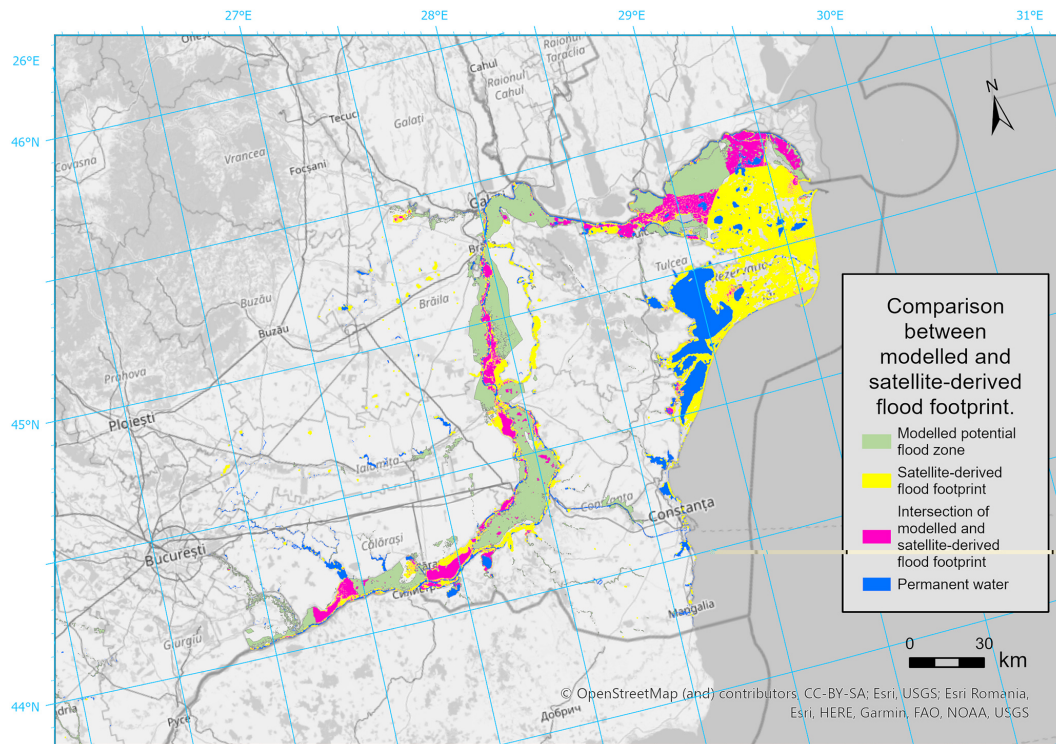 27°E
28°E
29°E
30°E
31°E
26°E
46°N
45°N
44°N
N
Cahul
Raionul
Taraclia
Raionul
Cahul
Tecuc
Galați
Covasna
Vrancea
Focșani
Tulcea
Brăila
Buzău
Buzău
Prahova
Ploiești
Ialomița
București
Călărași
Constanța
Constanța
Mangalia
Giurgiu
Русе
Добрич
Comparison
between
modelled and
satellite-derived
flood footprint.
Modelled potential
flood zone
Satellite-derived
flood footprint
Intersection of
modelled and
satellite-derived
flood footprint
Permanent water
0 30
km
© OpenStreetMap (and) contributors, CC-BY-SA; Esri, USGS; Esri Romania,
Esri, HERE, Garmin, FAO, NOAA, USGS